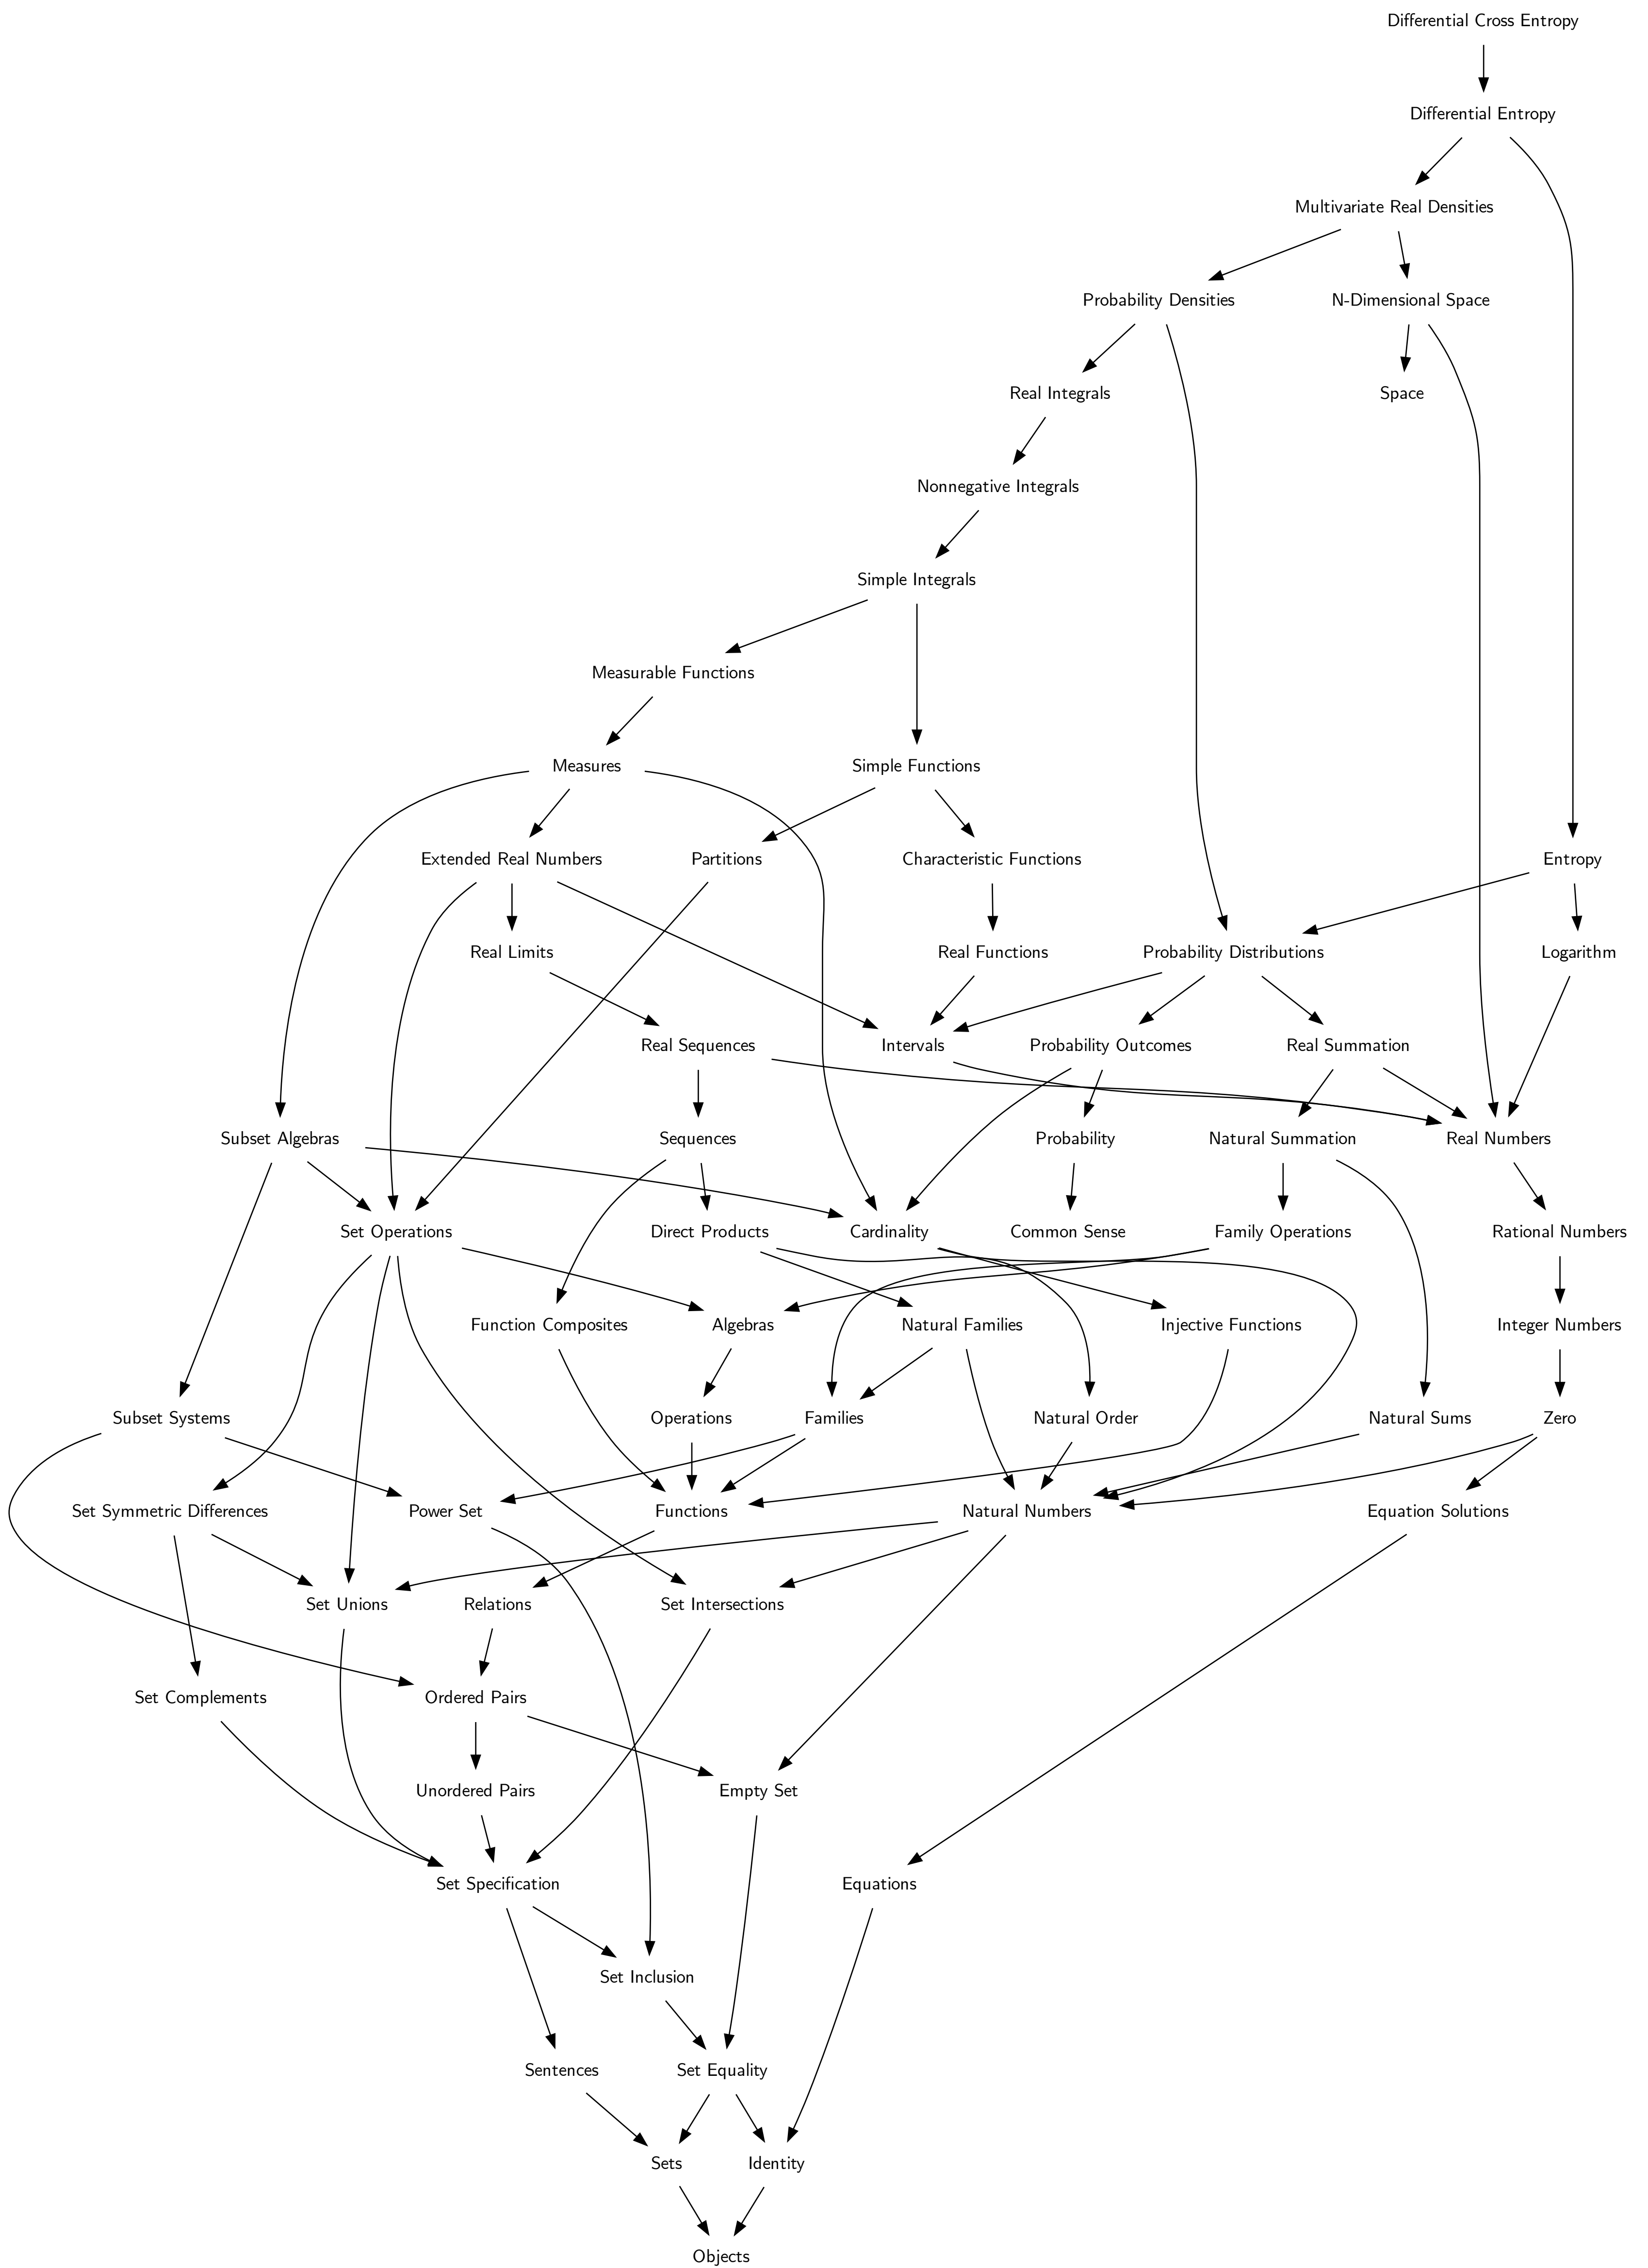 Differential Cross Entropy
Differential Entropy
Multivariate Real Densities
Probability Densities
N-Dimensional Space
Real Integrals
Space
Nonnegative Integrals
Simple Integrals
Measurable Functions
Measures
Simple Functions
Extended Real Numbers
Partitions
Characteristic Functions
Entropy
Real Limits
Real Functions
Probability Distributions
Logarithm
Real Sequences
Intervals
Probability Outcomes
Real Summation
Subset Algebras
Sequences
Probability
Natural Summation
Real Numbers
Set Operations
Direct Products
Cardinality
Common Sense
Family Operations
Rational Numbers
Function Composites
Algebras
Natural Families
Injective Functions
Integer Numbers
Subset Systems
Operations
Families
Natural Order
Natural Sums
Zero
Set Symmetric Differences
Power Set
Functions
Natural Numbers
Equation Solutions
Set Unions
Relations
Set Intersections
Set Complements
Ordered Pairs
Unordered Pairs
Empty Set
Set Specification
Equations
Set Inclusion
Sentences
Set Equality
Sets
Identity
Objects